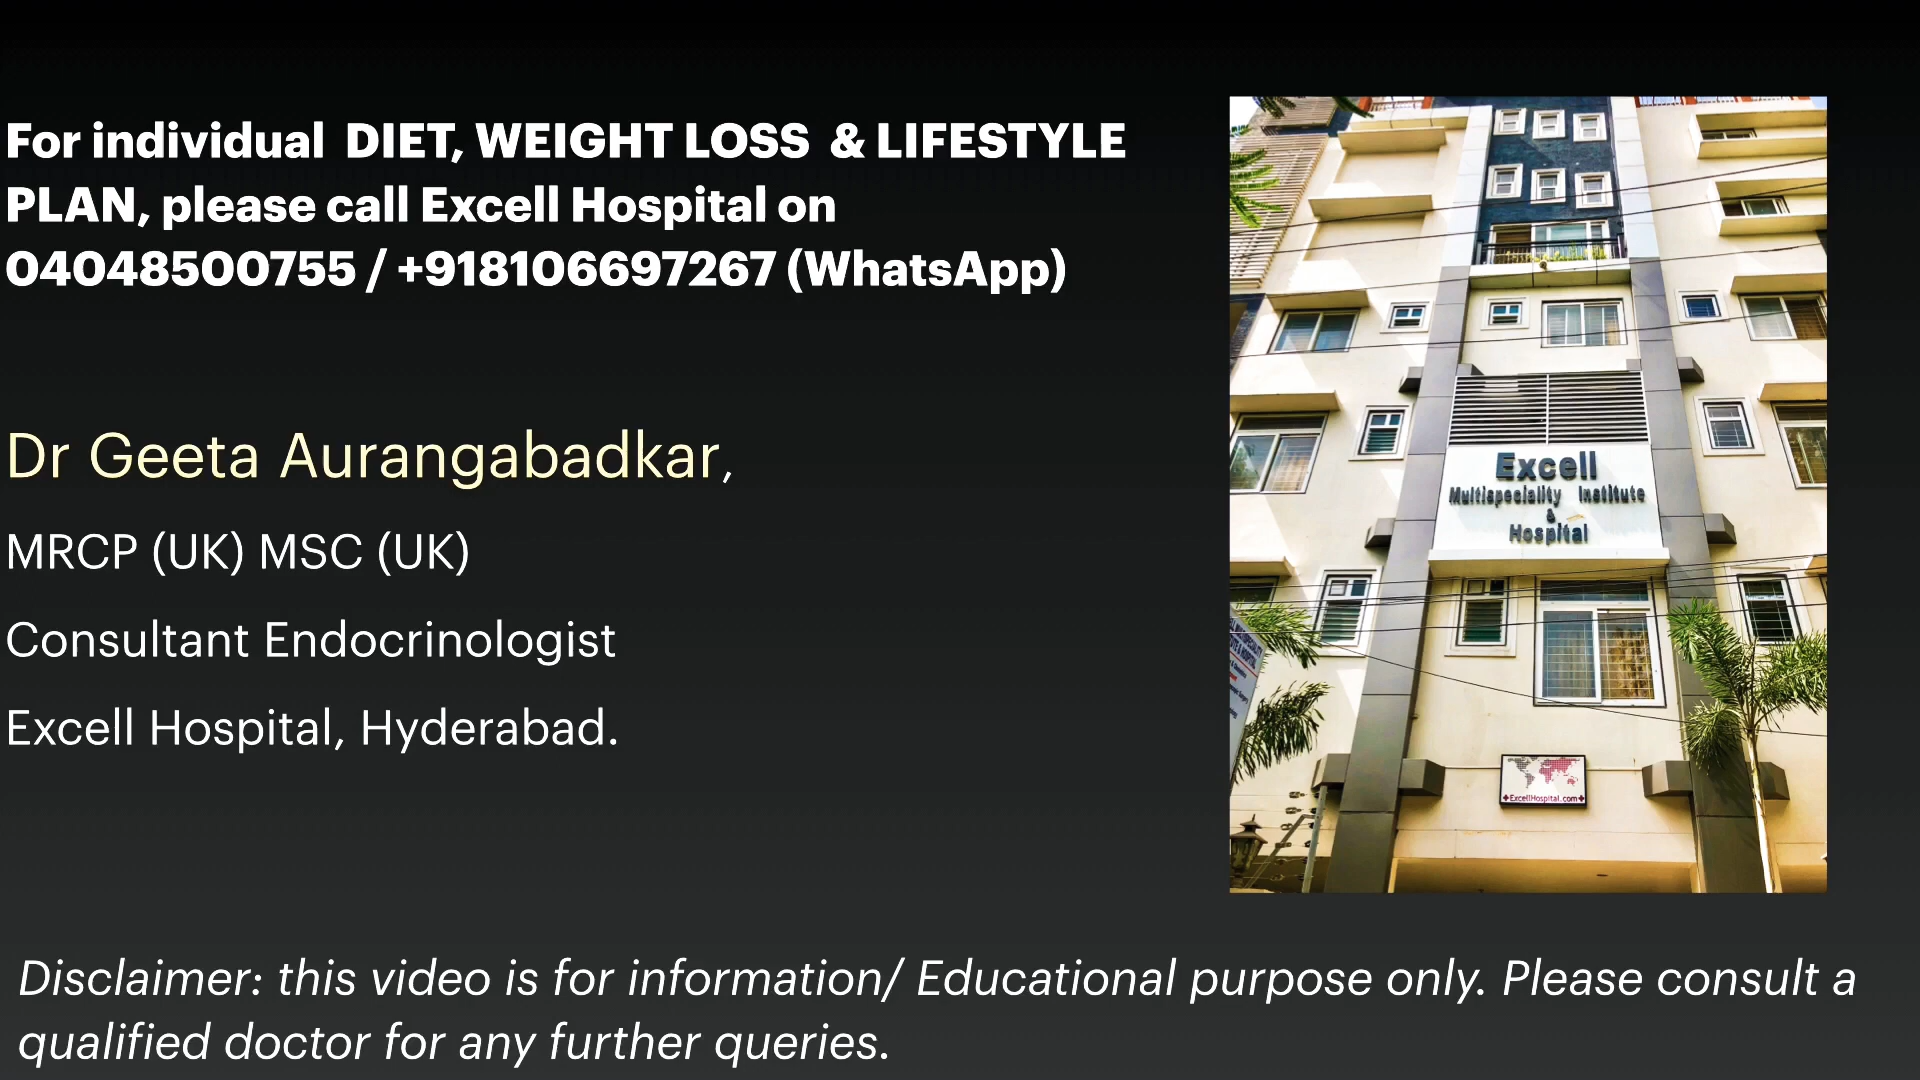 For individual DIET, WEIGHT LOSS & LIFESTYLE
PLAN, please call Excell Hospital on
04048500755 / +918106697267 (WhatsApp)
Dr Geeta Aurangabadkar,
MRCP (UK) MSC (UK)
Consultant Endocrinologist
Excell Hospital, Hyderabad.
Excell
Multispeciality Institute
&
Hospital
ExcellHospital.com
Disclaimer: this video is for information/ Educational purpose only. Please consult a
qualified doctor for any further queries.